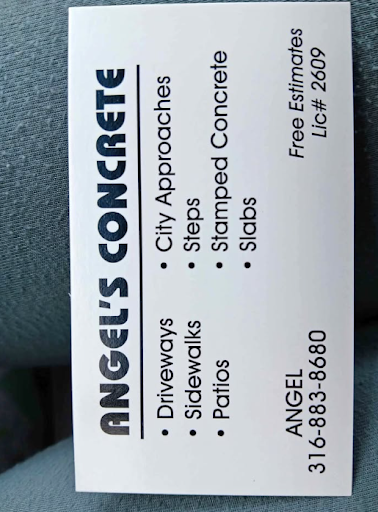 ANGEL'S CONCRETE
• Driveways
• Sidewalks
• Patios
• City Approaches
• Steps
• Stamped Concrete
• Slabs
ANGEL
316-883-8680
Free Estimates
Lic# 2609